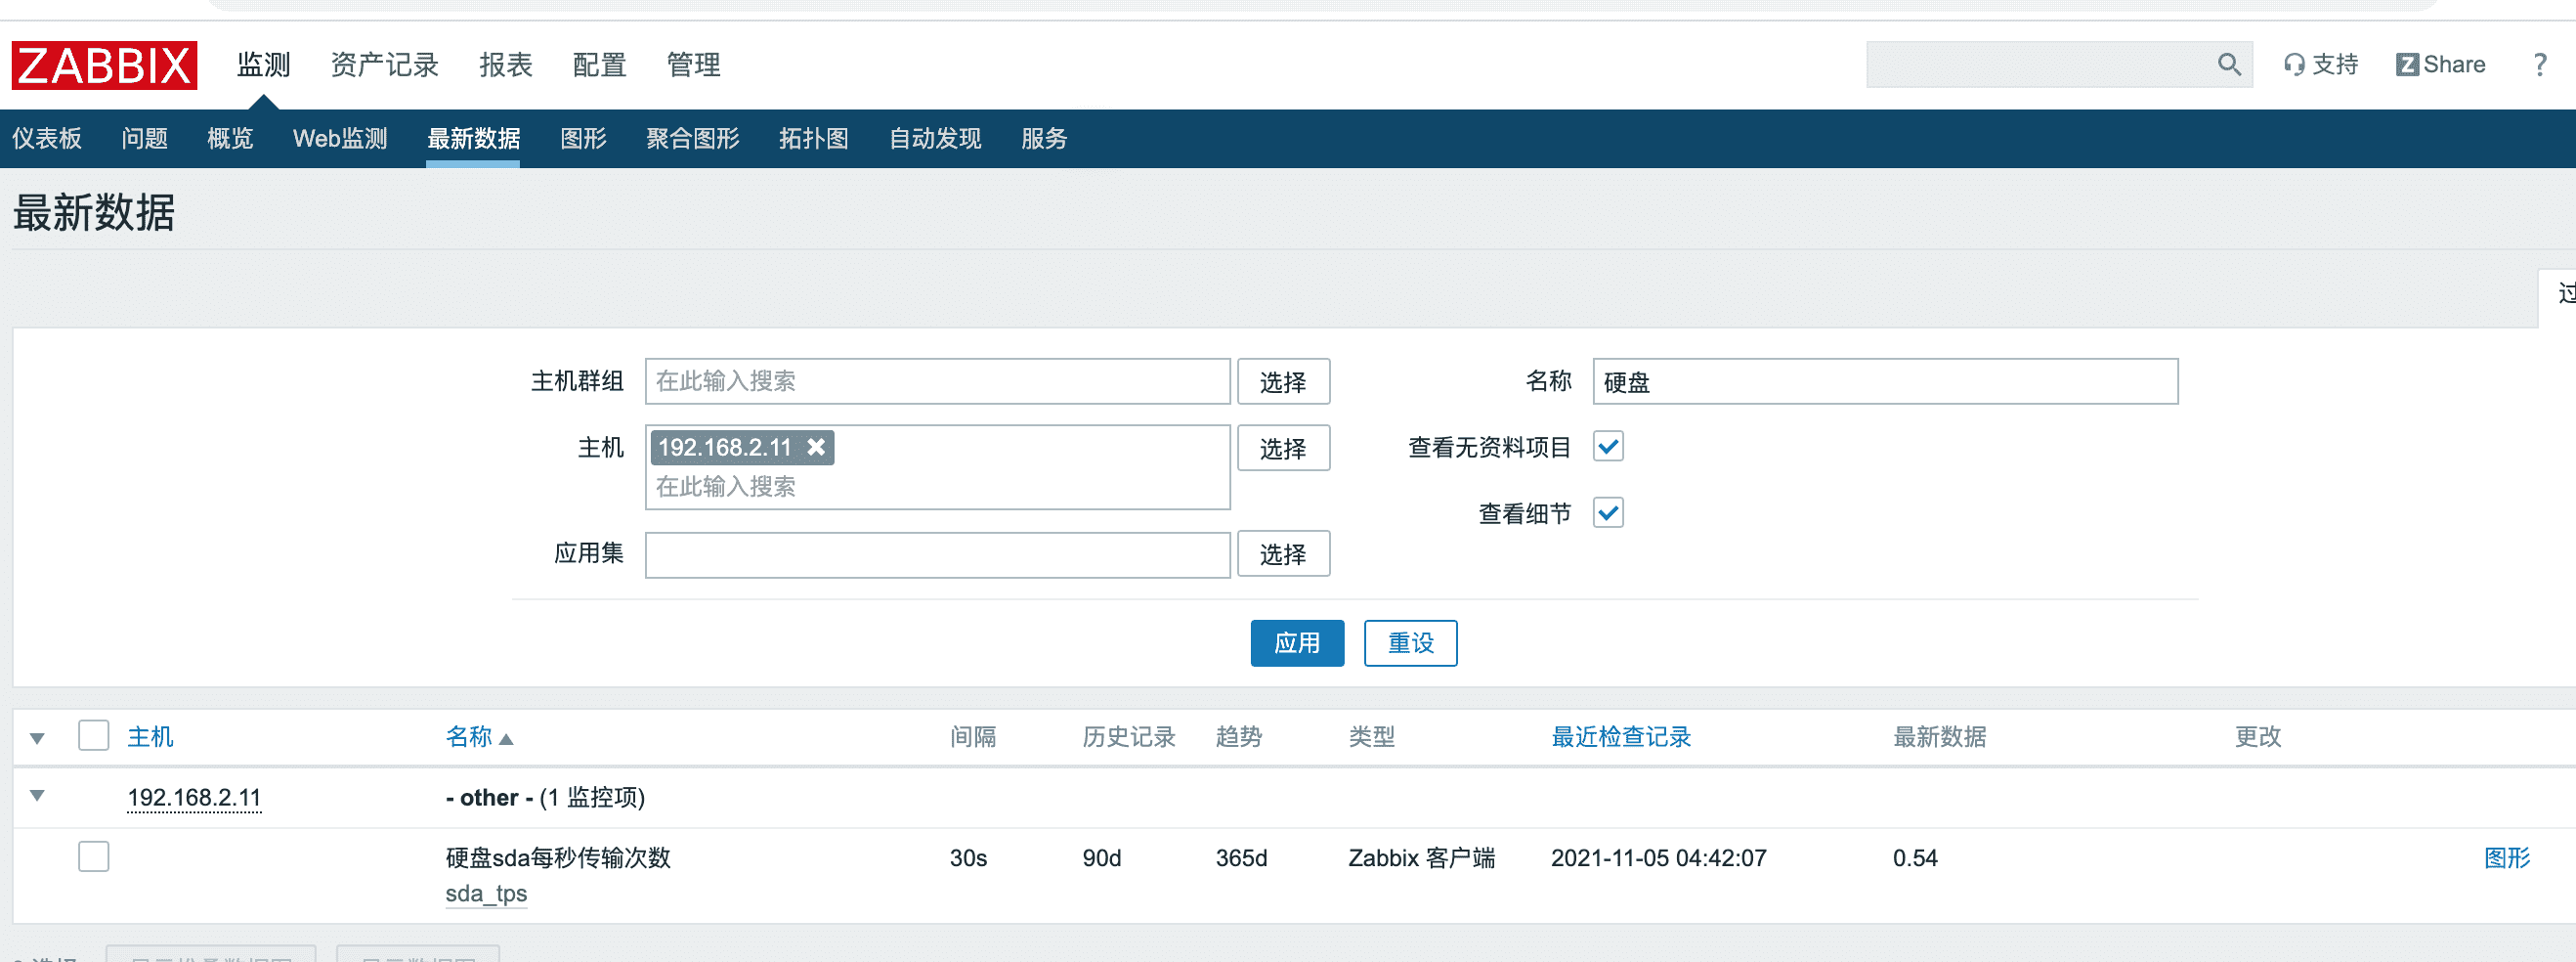 ZABBIX 监测 资产记录 报表 配置 管理 支持 Z Share ?
仪表板 问题 概览 Web监测 最新数据 图形 聚合图形 拓扑图 自动发现 服务
最新数据
主机群组 在此输入搜索 选择 名称 硬盘
主机 192.168.2.11 选择 查看无资料项目
在此输入搜索
查看细节
应用集 选择
应用 重设
主机 名称 间隔 历史记录 趋势 类型 最近检查记录 最新数据 更改
192.168.2.11 - other - (1 监控项)
硬盘sda每秒传输次数 30s 90d 365d Zabbix 客户端 2021-11-05 04:42:07 0.54 图形
sda_tps